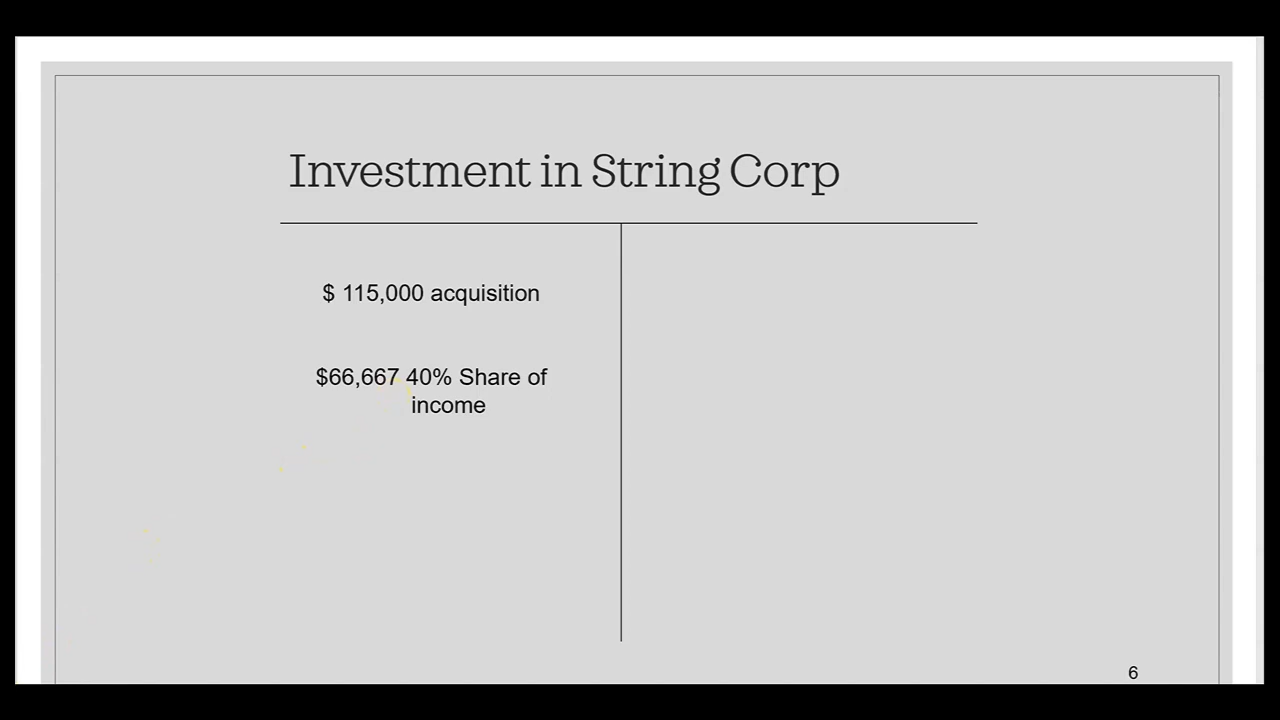 Investment in String Corp
$ 115,000 acquisition
$66,667 40% Share of
income
6